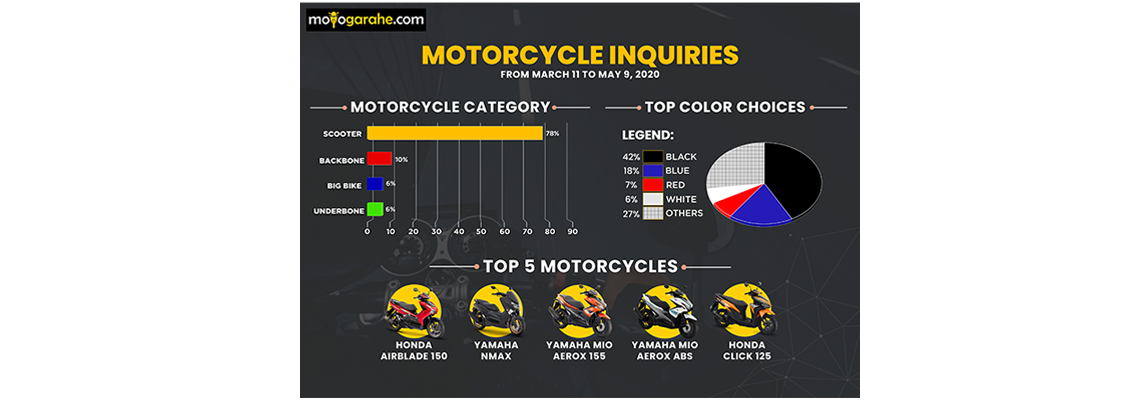 motogarahe.com
MOTORCYCLE INQUIRIES
FROM MARCH 11 TO MAY 9, 2020
MOTORCYCLE CATEGORY
SCOOTER 78%
BACKBONE 10%
BIG BIKE 6%
UNDERBONE 6%
0 10 20 30 40 50 60 70 80 90
TOP COLOR CHOICES
LEGEND:
42% BLACK
18% BLUE
7% RED
6% WHITE
27% OTHERS
TOP 5 MOTORCYCLES
HONDA
AIRBLADE 150
YAMAHA
NMAX
YAMAHA MIO
AEROX 155
YAMAHA MIO
AEROX ABS
HONDA
CLICK 125